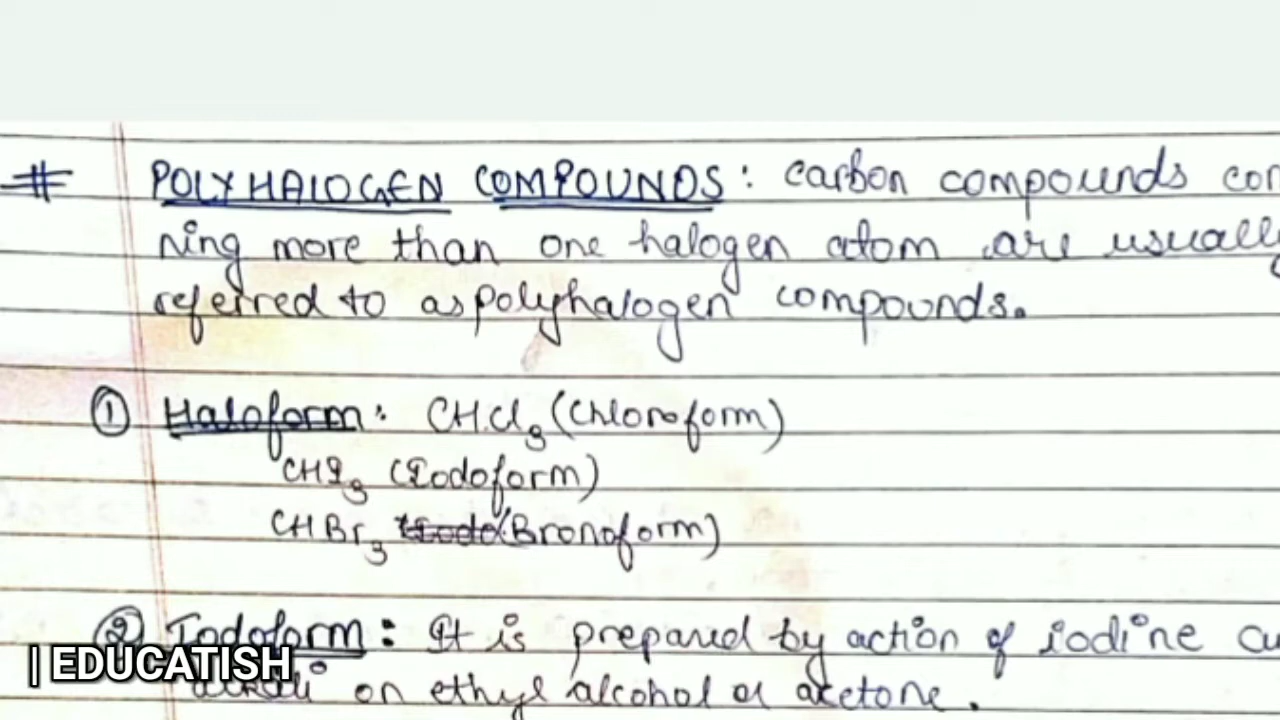 # POLYHALOGEN COMPOUNDS: Carbon compounds con
ning more than one halogen atom are usually
referred to as polyhalogen compounds.
① Haloform: CHCl3 (Chloroform)
CHI3 (Iodoform)
CHBr3 (Bronoform)
② Iodoform: It is prepared by action of iodine
on ethyl alcohol or acetone.
| EDUCATISH